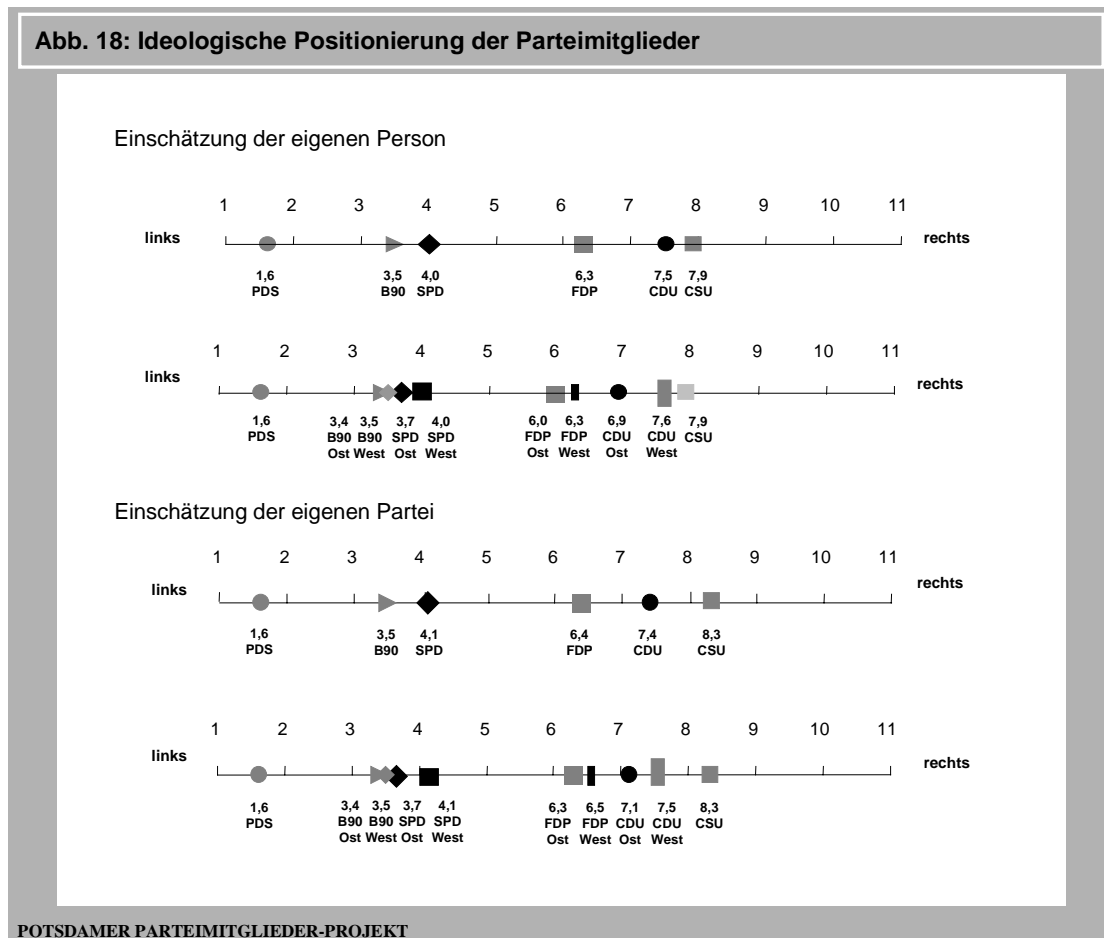 Abb. 18: Ideologische Positionierung der Parteimitglieder
Einschätzung der eigenen Person
1 2 3 4 5 6 7 8 9 10 11
links rechts
1,6 3,5 4,0 6,3 7,5 7,9
PDS B90 SPD FDP CDU CSU
1 2 3 4 5 6 7 8 9 10 11
links rechts
1,6 3,4 3,5 3,7 4,0 6,0 6,3 6,9 7,6 7,9
PDS B90 B90 SPD SPD FDP FDP CDU CDU CSU
Ost West Ost West Ost West Ost West
Einschätzung der eigenen Partei
1 2 3 4 5 6 7 8 9 10 11
links rechts
1,6 3,5 4,1 6,4 7,4 8,3
PDS B90 SPD FDP CDU CSU
1 2 3 4 5 6 7 8 9 10 11
links rechts
1,6 3,4 3,5 3,7 4,1 6,3 6,5 7,1 7,5 8,3
PDS B90 B90 SPD SPD FDP FDP CDU CDU CSU
Ost West Ost West Ost West Ost West
POTSDAMER PARTEIMITGLIEDER-PROJEKT